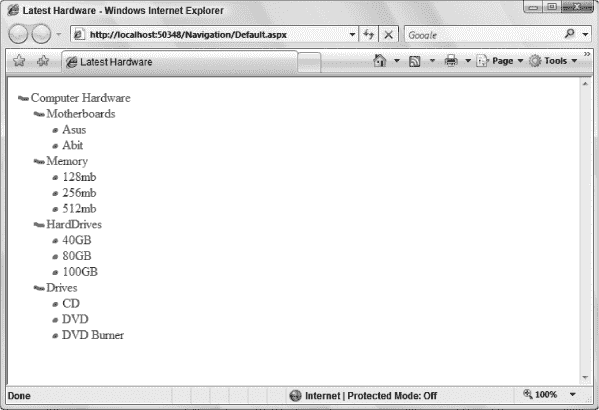 Latest Hardware - Windows Internet Explorer
http://localhost:50348/Navigation/Default.aspx
Google
Latest Hardware
Page
Tools
Computer Hardware
Motherboards
Asus
Abit
Memory
128mb
256mb
512mb
HardDrives
40GB
80GB
100GB
Drives
CD
DVD
DVD Burner
Done
Internet | Protected Mode: Off
100%